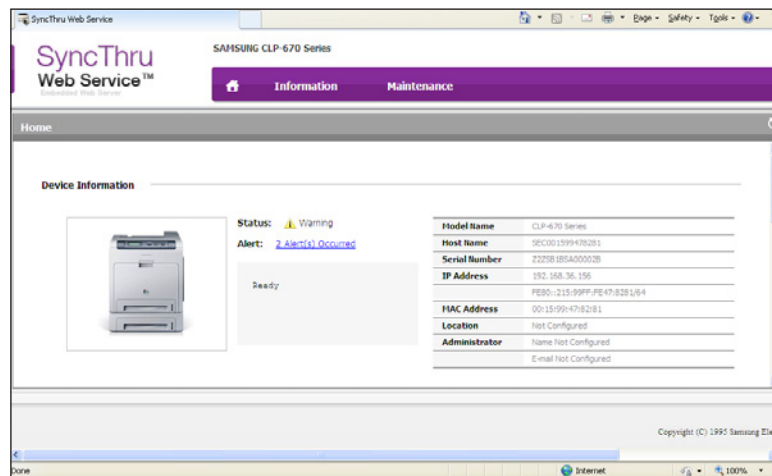 SyncThru Web Service
Page Safety Tools
SyncThru
Web Service™
Embedded Web Server
SAMSUNG CLP-670 Series
Information Maintenance
Home
Device Information
Status: Warning
Alert: 2 Alert(s) Occurred
Ready
Model Name CLP-670 Series
Host Name SEC001599478281
Serial Number
IP Address 192.168.36.156
FE80::215:99FF:FE47:8281/64
MAC Address 00:15:99:47:82:81
Location Not Configured
Administrator Name Not Configured
E-mail Not Configured
Copyright (C) 1995 Samsung Ele
Done Internet 100%